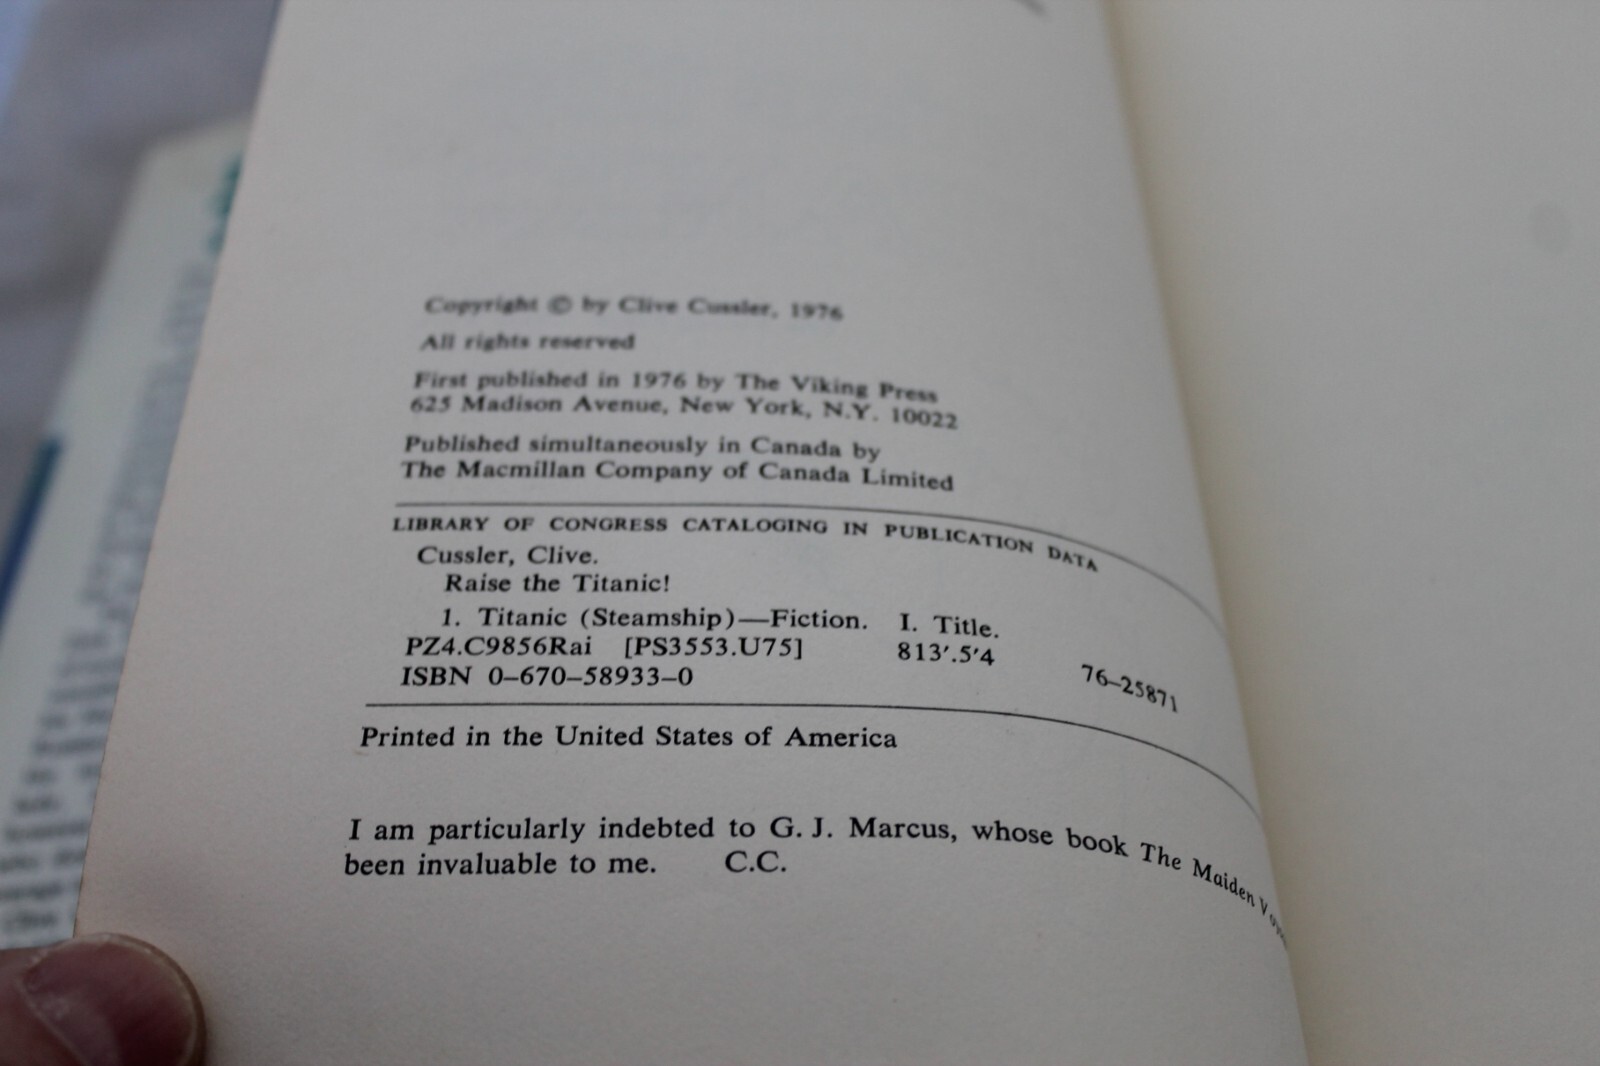 Copyright © by Clive Cussler, 1976
All rights reserved
First published in 1976 by The Viking Press
625 Madison Avenue, New York, N.Y. 10022
Published simultaneously in Canada by
The Macmillan Company of Canada Limited
LIBRARY OF CONGRESS CATALOGING IN PUBLICATION DATA
Cussler, Clive.
Raise the Titanic!
1. Titanic (Steamship)—Fiction. I. Title.
PZ4.C9856Rai [PS3553.U75] 813'.5'4 76–25871
ISBN 0–670–58933–0
Printed in the United States of America
I am particularly indebted to G. J. Marcus, whose book The Maiden
been invaluable to me. C.C.